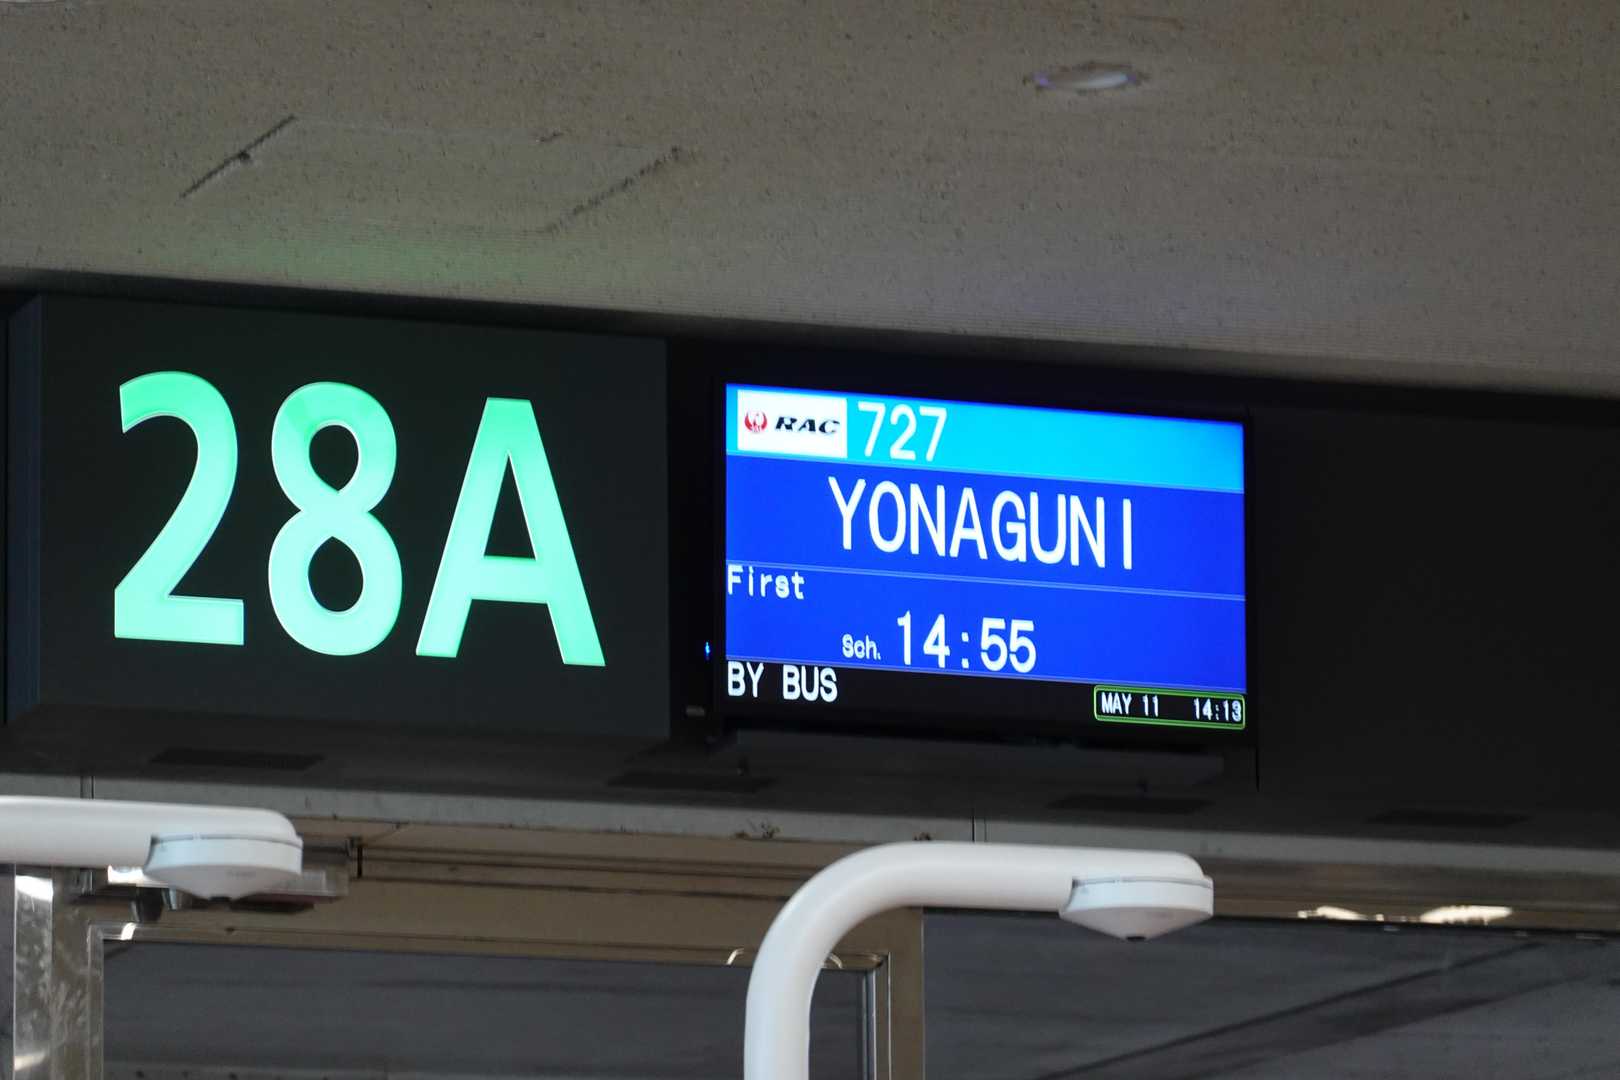 28A
RAC 727
YONAGUNI
First
Sch. 14:55
BY BUS
MAY 11 14:13